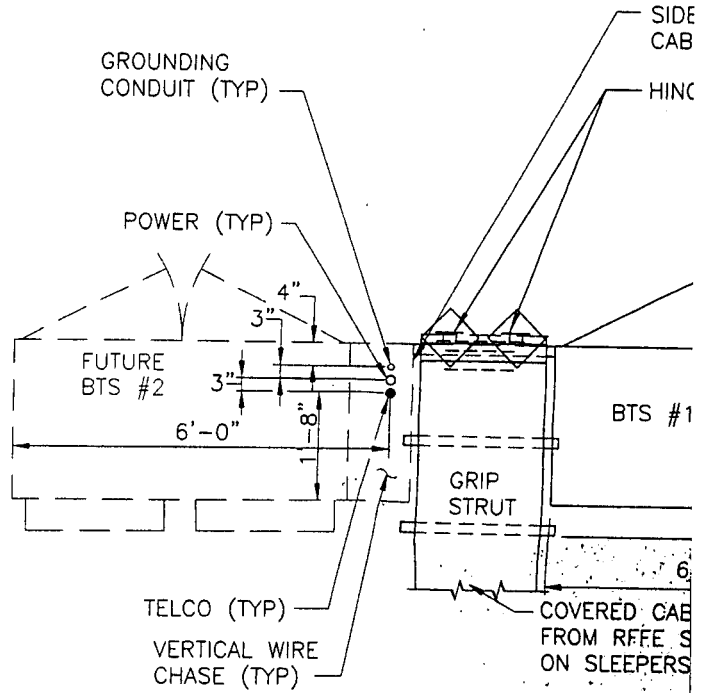 SIDE
CAB
GROUNDING
CONDUIT (TYP)
HING
POWER (TYP)
4"
3"
FUTURE
BTS #2
3"
6'-0"
1'-8"
BTS #1
GRIP
STRUT
6
TELCO (TYP)
COVERED CAB
FROM RFFE S
ON SLEEPERS
VERTICAL WIRE
CHASE (TYP)